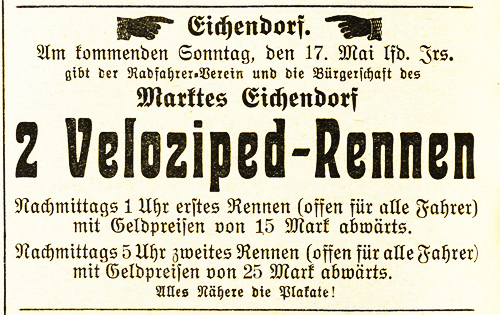 Eichendorf.
Am kommenden Sonntag, den 17. Mai lfd. Jrs.
gibt der Radfahrer-Verein und die Bürgerschaft des
Marktes Eichendorf
2 Veloziped-Rennen
Nachmittags 1 Uhr erstes Rennen (offen für alle Fahrer)
mit Geldpreisen von 15 Mark abwärts.
Nachmittags 5 Uhr zweites Rennen (offen für alle Fahrer)
mit Geldpreisen von 25 Mark abwärts.
Alles Nähere die Plakate!